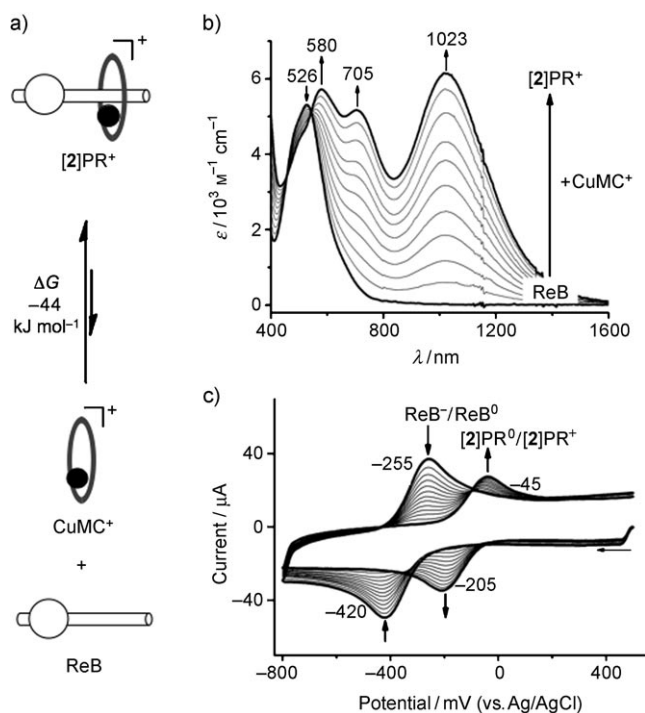 a)
[2]PR⁺
+
ΔG
–44
kJ mol⁻¹
+
CuMC⁺
+
ReB
b)
526
580
705
1023
[2]PR⁺
+CuMC⁺
ReB
ε / 10³ M⁻¹ cm⁻¹
6
4
2
0
400
800
1200
1600
λ / nm
c)
ReB⁻/ReB⁰
[2]PR⁰/[2]PR⁺
–255
–45
–420
–205
Current / μA
40
0
–40
–800
–400
0
400
Potential / mV (vs. Ag/AgCl)